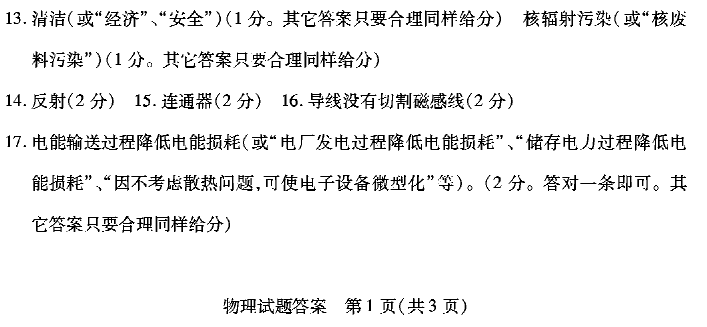 13. 清洁(或“经济”、“安全”)(1 分。其它答案只要合理同样给分) 核辐射污染(或“核废
料污染”)(1 分。其它答案只要合理同样给分)
14. 反射(2 分) 15. 连通器(2 分) 16. 导线没有切割磁感线(2 分)
17. 电能输送过程降低电能损耗(或“电厂发电过程降低电能损耗”、“储存电力过程降低电
能损耗”、“因不考虑散热问题,可使电子设备微型化”等)。(2 分。答对一条即可。其
它答案只要合理同样给分)
物理试题答案 第 1 页(共 3 页)